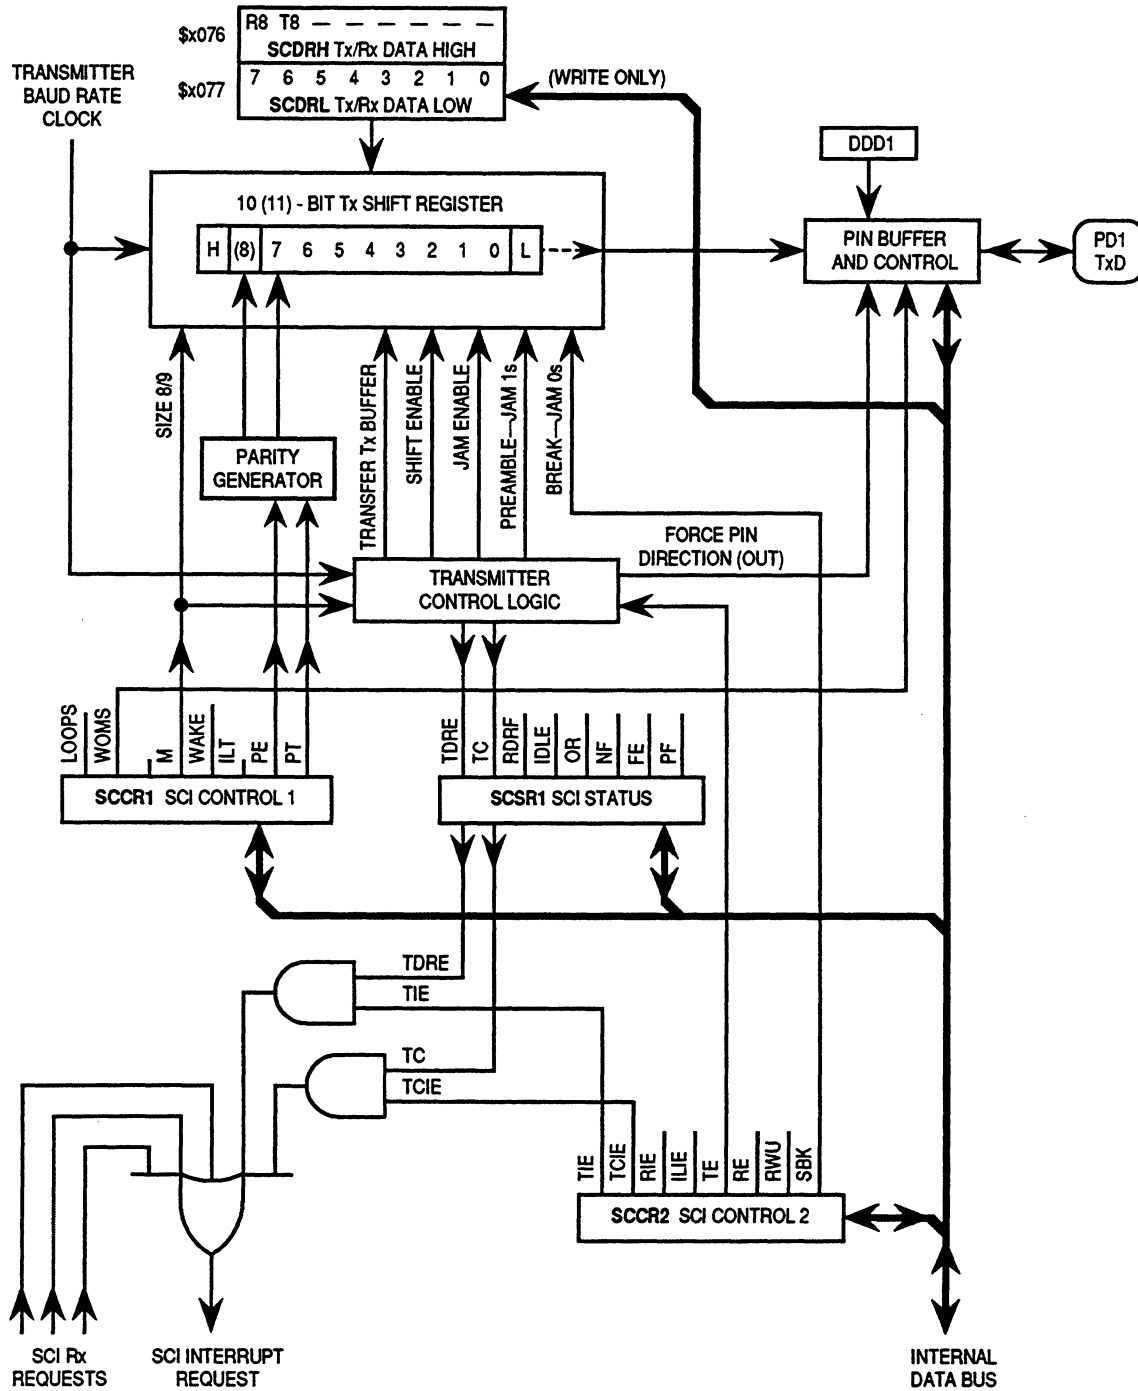 $x076
R8 T8 – – – – – –
SCDRH Tx/Rx DATA HIGH
$x077
7 6 5 4 3 2 1 0
SCDRL Tx/Rx DATA LOW
(WRITE ONLY)
TRANSMITTER
BAUD RATE
CLOCK
DDD1
10 (11) - BIT Tx SHIFT REGISTER
H (8) 7 6 5 4 3 2 1 0 L
PIN BUFFER
AND CONTROL
PD1
TxD
SIZE 8/9
TRANSFER Tx BUFFER
SHIFT ENABLE
JAM ENABLE
PREAMBLE—JAM 1s
BREAK—JAM 0s
PARITY
GENERATOR
FORCE PIN
DIRECTION (OUT)
TRANSMITTER
CONTROL LOGIC
LOOPS
WOMS
M
WAKE
ILT
PE
PT
SCCR1 SCI CONTROL 1
TDRE
TC
RDRF
IDLE
OR
NF
FE
PF
SCSR1 SCI STATUS
TDRE
TIE
TC
TCIE
TIE
TCIE
RIE
ILIE
TE
RE
RWU
SBK
SCCR2 SCI CONTROL 2
SCI Rx
REQUESTS
SCI INTERRUPT
REQUEST
INTERNAL
DATA BUS